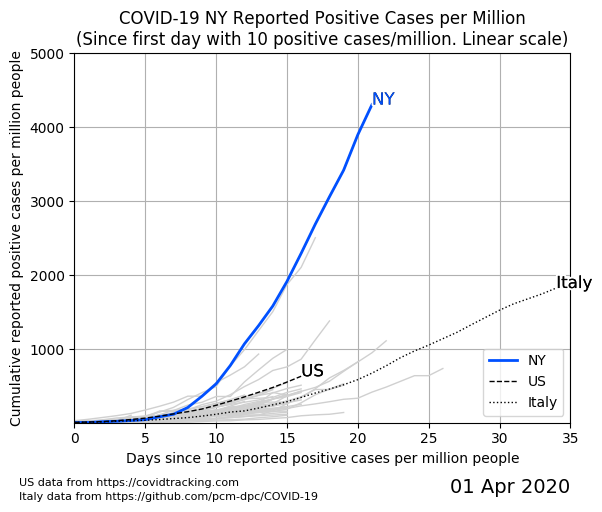 COVID-19 NY Reported Positive Cases per Million
(Since first day with 10 positive cases/million. Linear scale)
Cumulative reported positive cases per million people
5000
4000
3000
2000
1000
NY
US
Italy
NY
US
Italy
0
5
10
15
20
25
30
35
Days since 10 reported positive cases per million people
US data from https://covidtracking.com
Italy data from https://github.com/pcm-dpc/COVID-19
01 Apr 2020